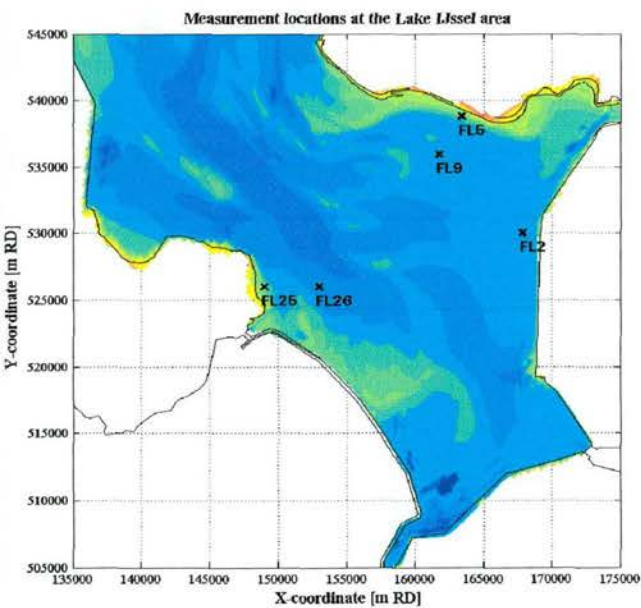 Measurement locations at the Lake IJssel area
545000
540000
535000
530000
525000
520000
515000
510000
505000
Y-coordinate [m RD]
FL5
FL9
FL2
FL25
FL26
135000
140000
145000
150000
155000
160000
165000
170000
175000
X-coordinate [m RD]